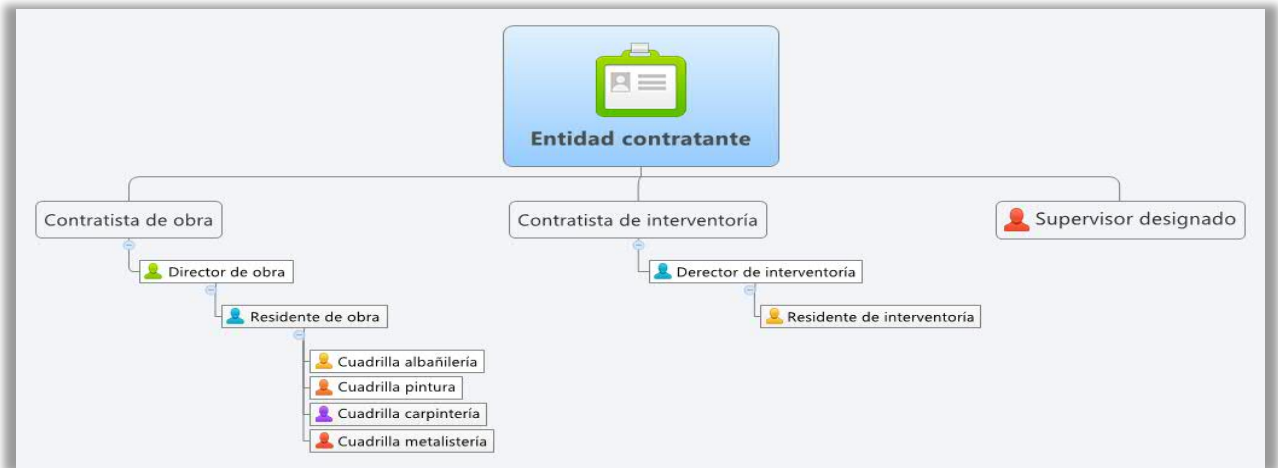 Entidad contratante
Contratista de obra
Contratista de interventoría
Supervisor designado
Director de obra
Derector de interventoría
Residente de obra
Residente de interventoría
Cuadrilla albañilería
Cuadrilla pintura
Cuadrilla carpintería
Cuadrilla metalistería